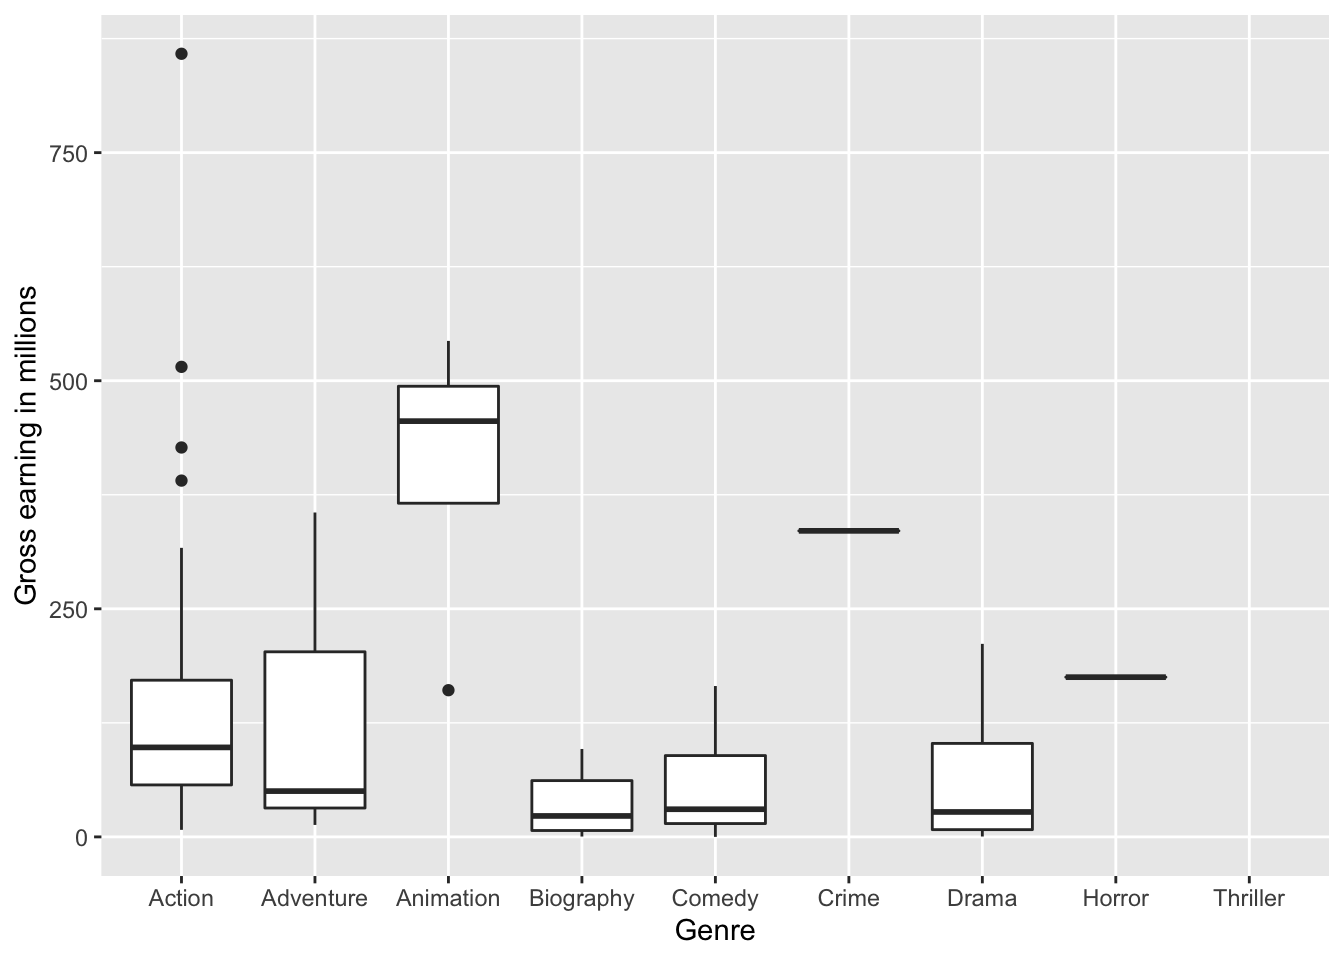 Gross earning in millions
750
500
250
0
Action Adventure Animation Biography Comedy Crime Drama Horror Thriller
Genre